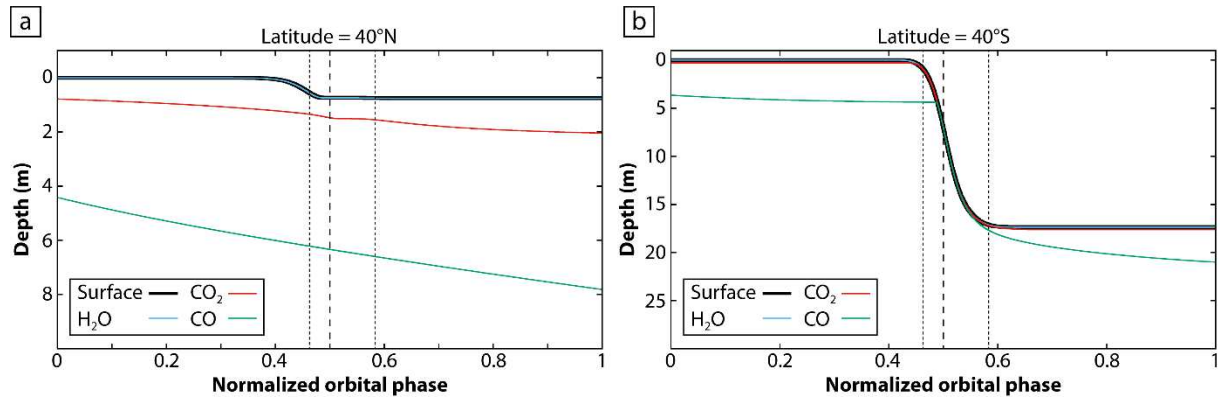 a
Latitude = 40°N
0
2
4
6
8
Depth (m)
Surface
CO₂
H₂O
CO
0
0.2
0.4
0.6
0.8
1
Normalized orbital phase
b
Latitude = 40°S
0
5
10
15
20
25
30
Depth (m)
Surface
CO₂
H₂O
CO
0
0.2
0.4
0.6
0.8
1
Normalized orbital phase